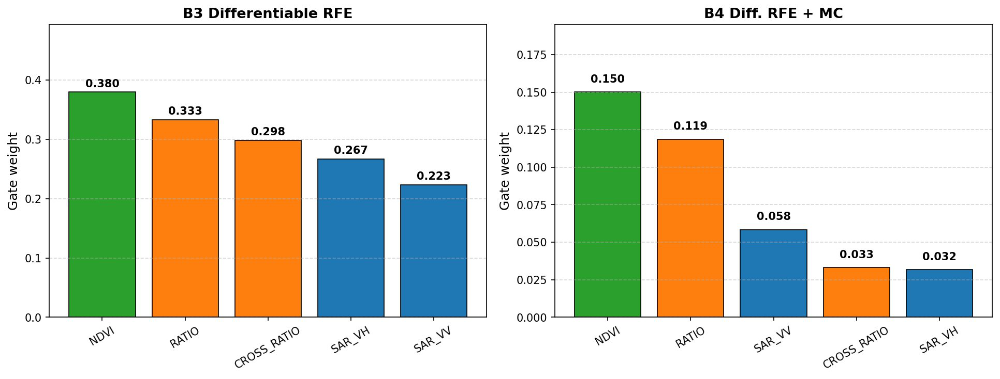 B3 Differentiable RFE
Gate weight
0.4
0.3
0.2
0.1
0.0
0.380
0.333
0.298
0.267
0.223
NDVI
RATIO
CROSS_RATIO
SAR_VH
SAR_VV
B4 Diff. RFE + MC
Gate weight
0.175
0.150
0.125
0.100
0.075
0.050
0.025
0.000
0.150
0.119
0.058
0.033
0.032
NDVI
RATIO
SAR_VV
CROSS_RATIO
SAR_VH